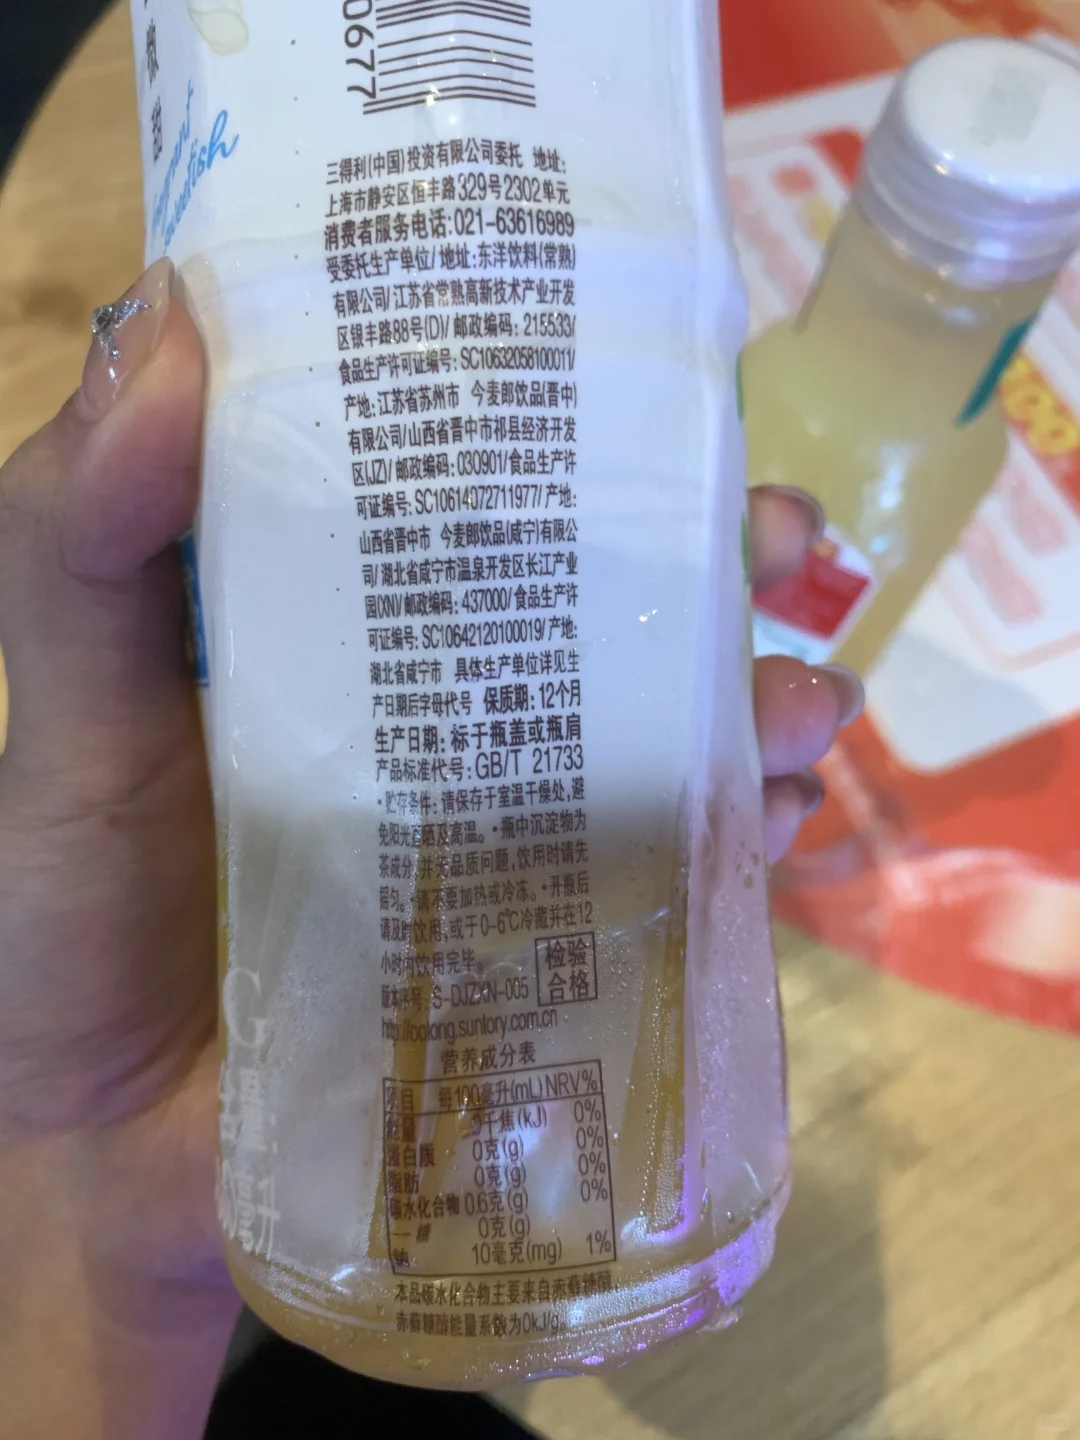 微
甜
sweetish
0677
三得利(中国)投资有限公司委托 地址:
上海市静安区恒丰路329号2302单元
消费者服务电话:021-63616989
受委托生产单位/地址:东洋饮料(常熟)
有限公司/江苏省常熟高新技术产业开发
区银丰路88号(D)/邮政编码:215533/
食品生产许可证编号:SC10632058100011/
产地:江苏省苏州市 今麦郎饮品(晋中)
有限公司/山西省晋中市祁县经济开发
区(JZ)/邮政编码:030901/食品生产许
可证编号:SC10614072711977/产地:
山西省晋中市 今麦郎饮品(咸宁)有限公
司/湖北省咸宁市温泉开发区长江产业
园(XN)/邮政编码:437000/食品生产许
可证编号:SC10642120100019/产地:
湖北省咸宁市 具体生产单位详见生
产日期后字母代号 保质期:12个月
生产日期:标于瓶盖或瓶肩
产品标准代号:GB/T 21733
·贮存条件:请保存于室温干燥处,避
免阳光直晒及高温。·瓶中沉淀物为
茶成分,并无品质问题,饮用时请先
摇匀。·请不要加热或冷冻。·开瓶后
请及时饮用,或于0-6℃冷藏并在12
小时内饮用完毕。
检验
合格
版本序号:S-DJZXN-005
http://oolong.suntory.com.cn
营养成分表
项目 每100毫升(mL) NRV%
能量 0千焦(kJ) 0%
蛋白质 0克(g) 0%
脂肪 0克(g) 0%
碳水化合物 0.6克(g) 0%
—糖 0克(g)
钠 10毫克(mg) 1%
本品碳水化合物主要来自赤藓糖醇,
赤藓糖醇能量系数为0kJ/g。
G
含量:
毫升